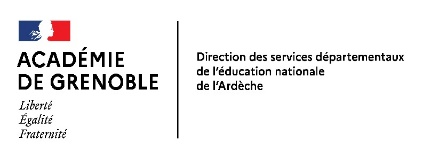 ACADÉMIE
DE GRENOBLE
Liberté
Égalité
Fraternité
Direction des services départementaux
de l'éducation nationale
de l'Ardèche